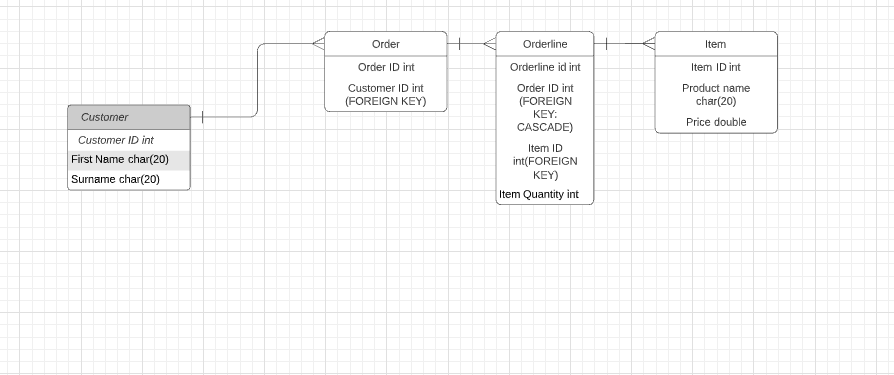 Customer
Customer ID int
First Name char(20)
Surname char(20)
Order
Order ID int
Customer ID int
(FOREIGN KEY)
Orderline
Orderline id int
Order ID int
(FOREIGN
KEY:
CASCADE)
Item ID
int(FOREIGN
KEY)
Item Quantity int
Item
Item ID int
Product name
char(20)
Price double